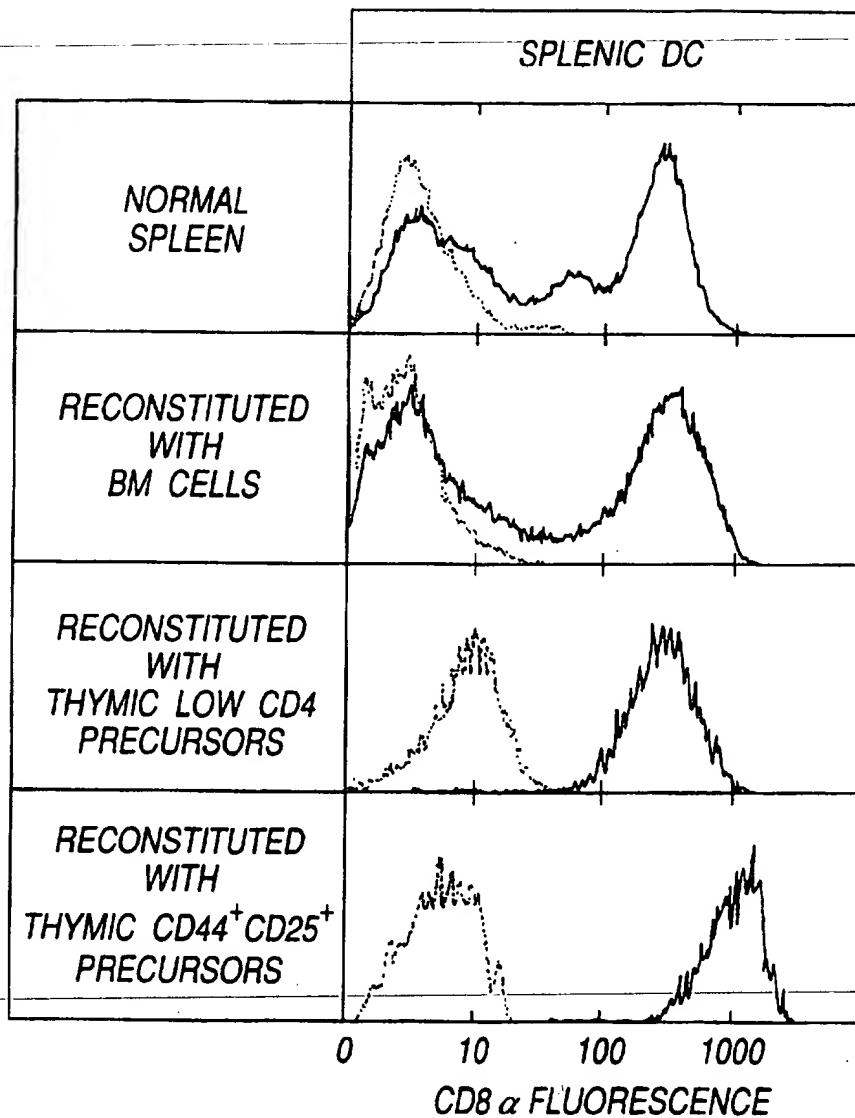 SPLENIC DC
NORMAL
SPLEEN
RECONSTITUTED
WITH
BM CELLS
RECONSTITUTED
WITH
THYMIC LOW CD4
PRECURSORS
RECONSTITUTED
WITH
THYMIC CD44⁺CD25⁺
PRECURSORS
0 10 100 1000
CD8 α FLUORESCENCE